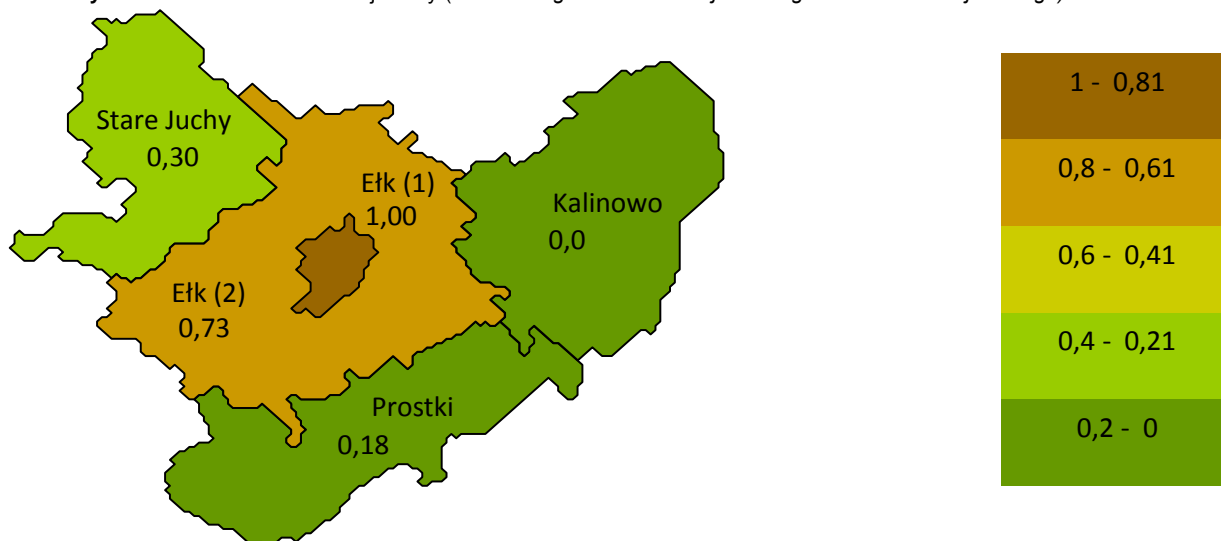 Stare Juchy
0,30
Ełk (1)
1,00
Kalinowo
0,0
Ełk (2)
0,73
Prostki
0,18
1 - 0,81
0,8 - 0,61
0,6 - 0,41
0,4 - 0,21
0,2 - 0